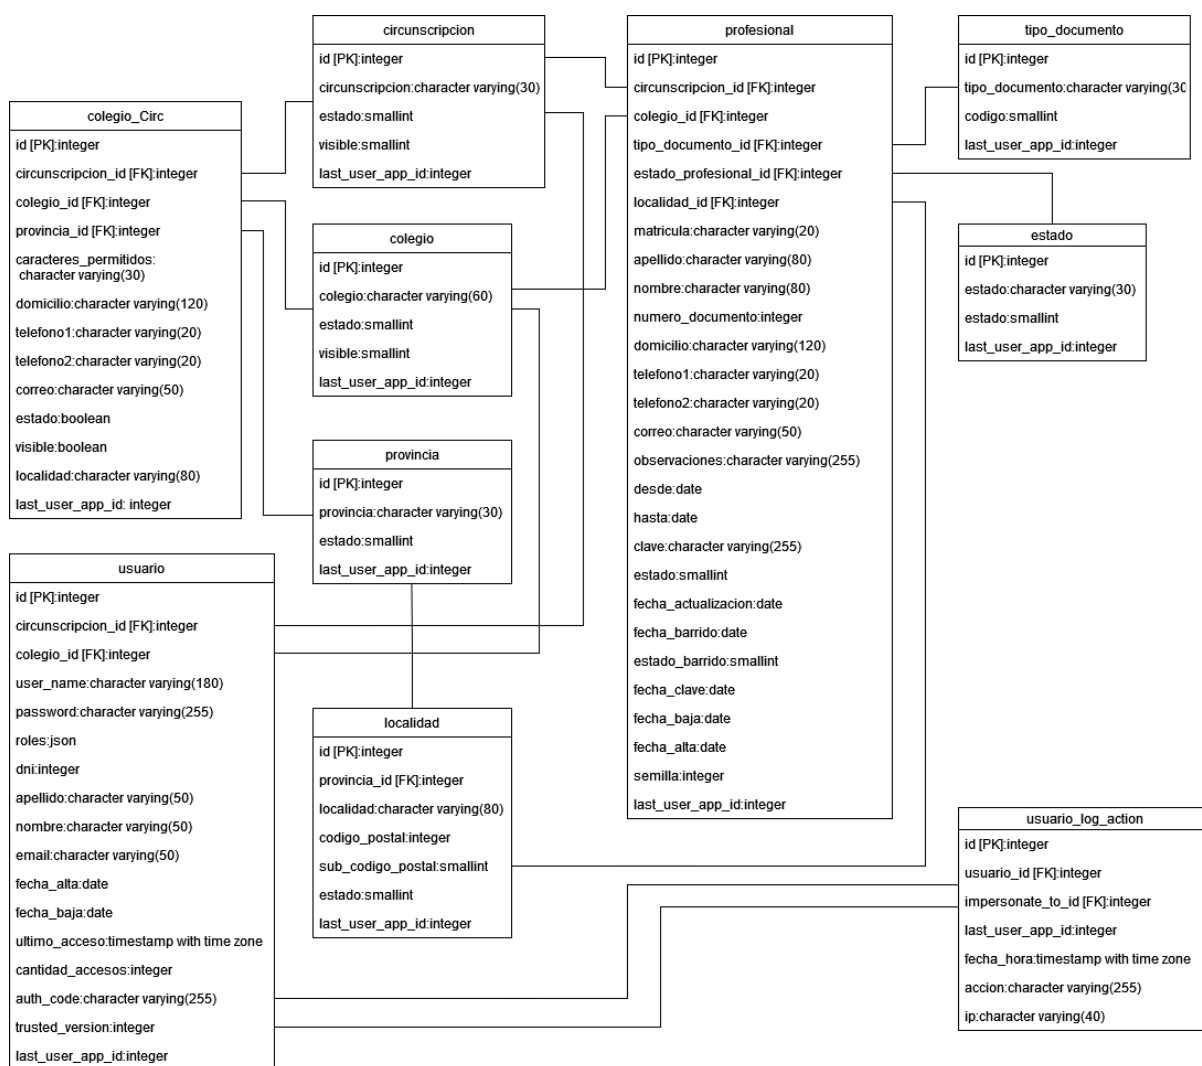 circunscripcion
id [PK]:integer
circunscripcion:character varying(30)
estado:smallint
visible:smallint
last_user_app_id:integer
profesional
id [PK]:integer
circunscripcion_id [FK]:integer
colegio_id [FK]:integer
tipo_documento_id [FK]:integer
estado_profesional_id [FK]:integer
localidad_id [FK]:integer
matricula:character varying(20)
apellido:character varying(80)
nombre:character varying(80)
numero_documento:integer
domicilio:character varying(120)
telefono1:character varying(20)
telefono2:character varying(20)
correo:character varying(50)
observaciones:character varying(255)
desde:date
hasta:date
clave:character varying(255)
estado:smallint
fecha_actualizacion:date
fecha_barrido:date
estado_barrido:smallint
fecha_clave:date
fecha_baja:date
fecha_alta:date
semilla:integer
last_user_app_id:integer
tipo_documento
id [PK]:integer
tipo_documento:character varying(30
codigo:smallint
last_user_app_id:integer
colegio_Circ
id [PK]:integer
circunscripcion_id [FK]:integer
colegio_id [FK]:integer
provincia_id [FK]:integer
caracteres_permitidos:
character varying(30)
domicilio:character varying(120)
telefono1:character varying(20)
telefono2:character varying(20)
correo:character varying(50)
estado:boolean
visible:boolean
localidad:character varying(80)
last_user_app_id: integer
colegio
id [PK]:integer
colegio:character varying(60)
estado:smallint
visible:smallint
last_user_app_id:integer
estado
id [PK]:integer
estado:character varying(30)
estado:smallint
last_user_app_id:integer
provincia
id [PK]:integer
provincia:character varying(30)
estado:smallint
last_user_app_id:integer
usuario
id [PK]:integer
circunscripcion_id [FK]:integer
colegio_id [FK]:integer
user_name:character varying(180)
password:character varying(255)
roles:json
dni:integer
apellido:character varying(50)
nombre:character varying(50)
email:character varying(50)
fecha_alta:date
fecha_baja:date
ultimo_acceso:timestamp with time zone
cantidad_accesos:integer
auth_code:character varying(255)
trusted_version:integer
last_user_app_id:integer
localidad
id [PK]:integer
provincia_id [FK]:integer
localidad:character varying(80)
codigo_postal:integer
sub_codigo_postal:smallint
estado:smallint
last_user_app_id:integer
usuario_log_action
id [PK]:integer
usuario_id [FK]:integer
impersonate_to_id [FK]:integer
last_user_app_id:integer
fecha_hora:timestamp with time zone
accion:character varying(255)
ip:character varying(40)